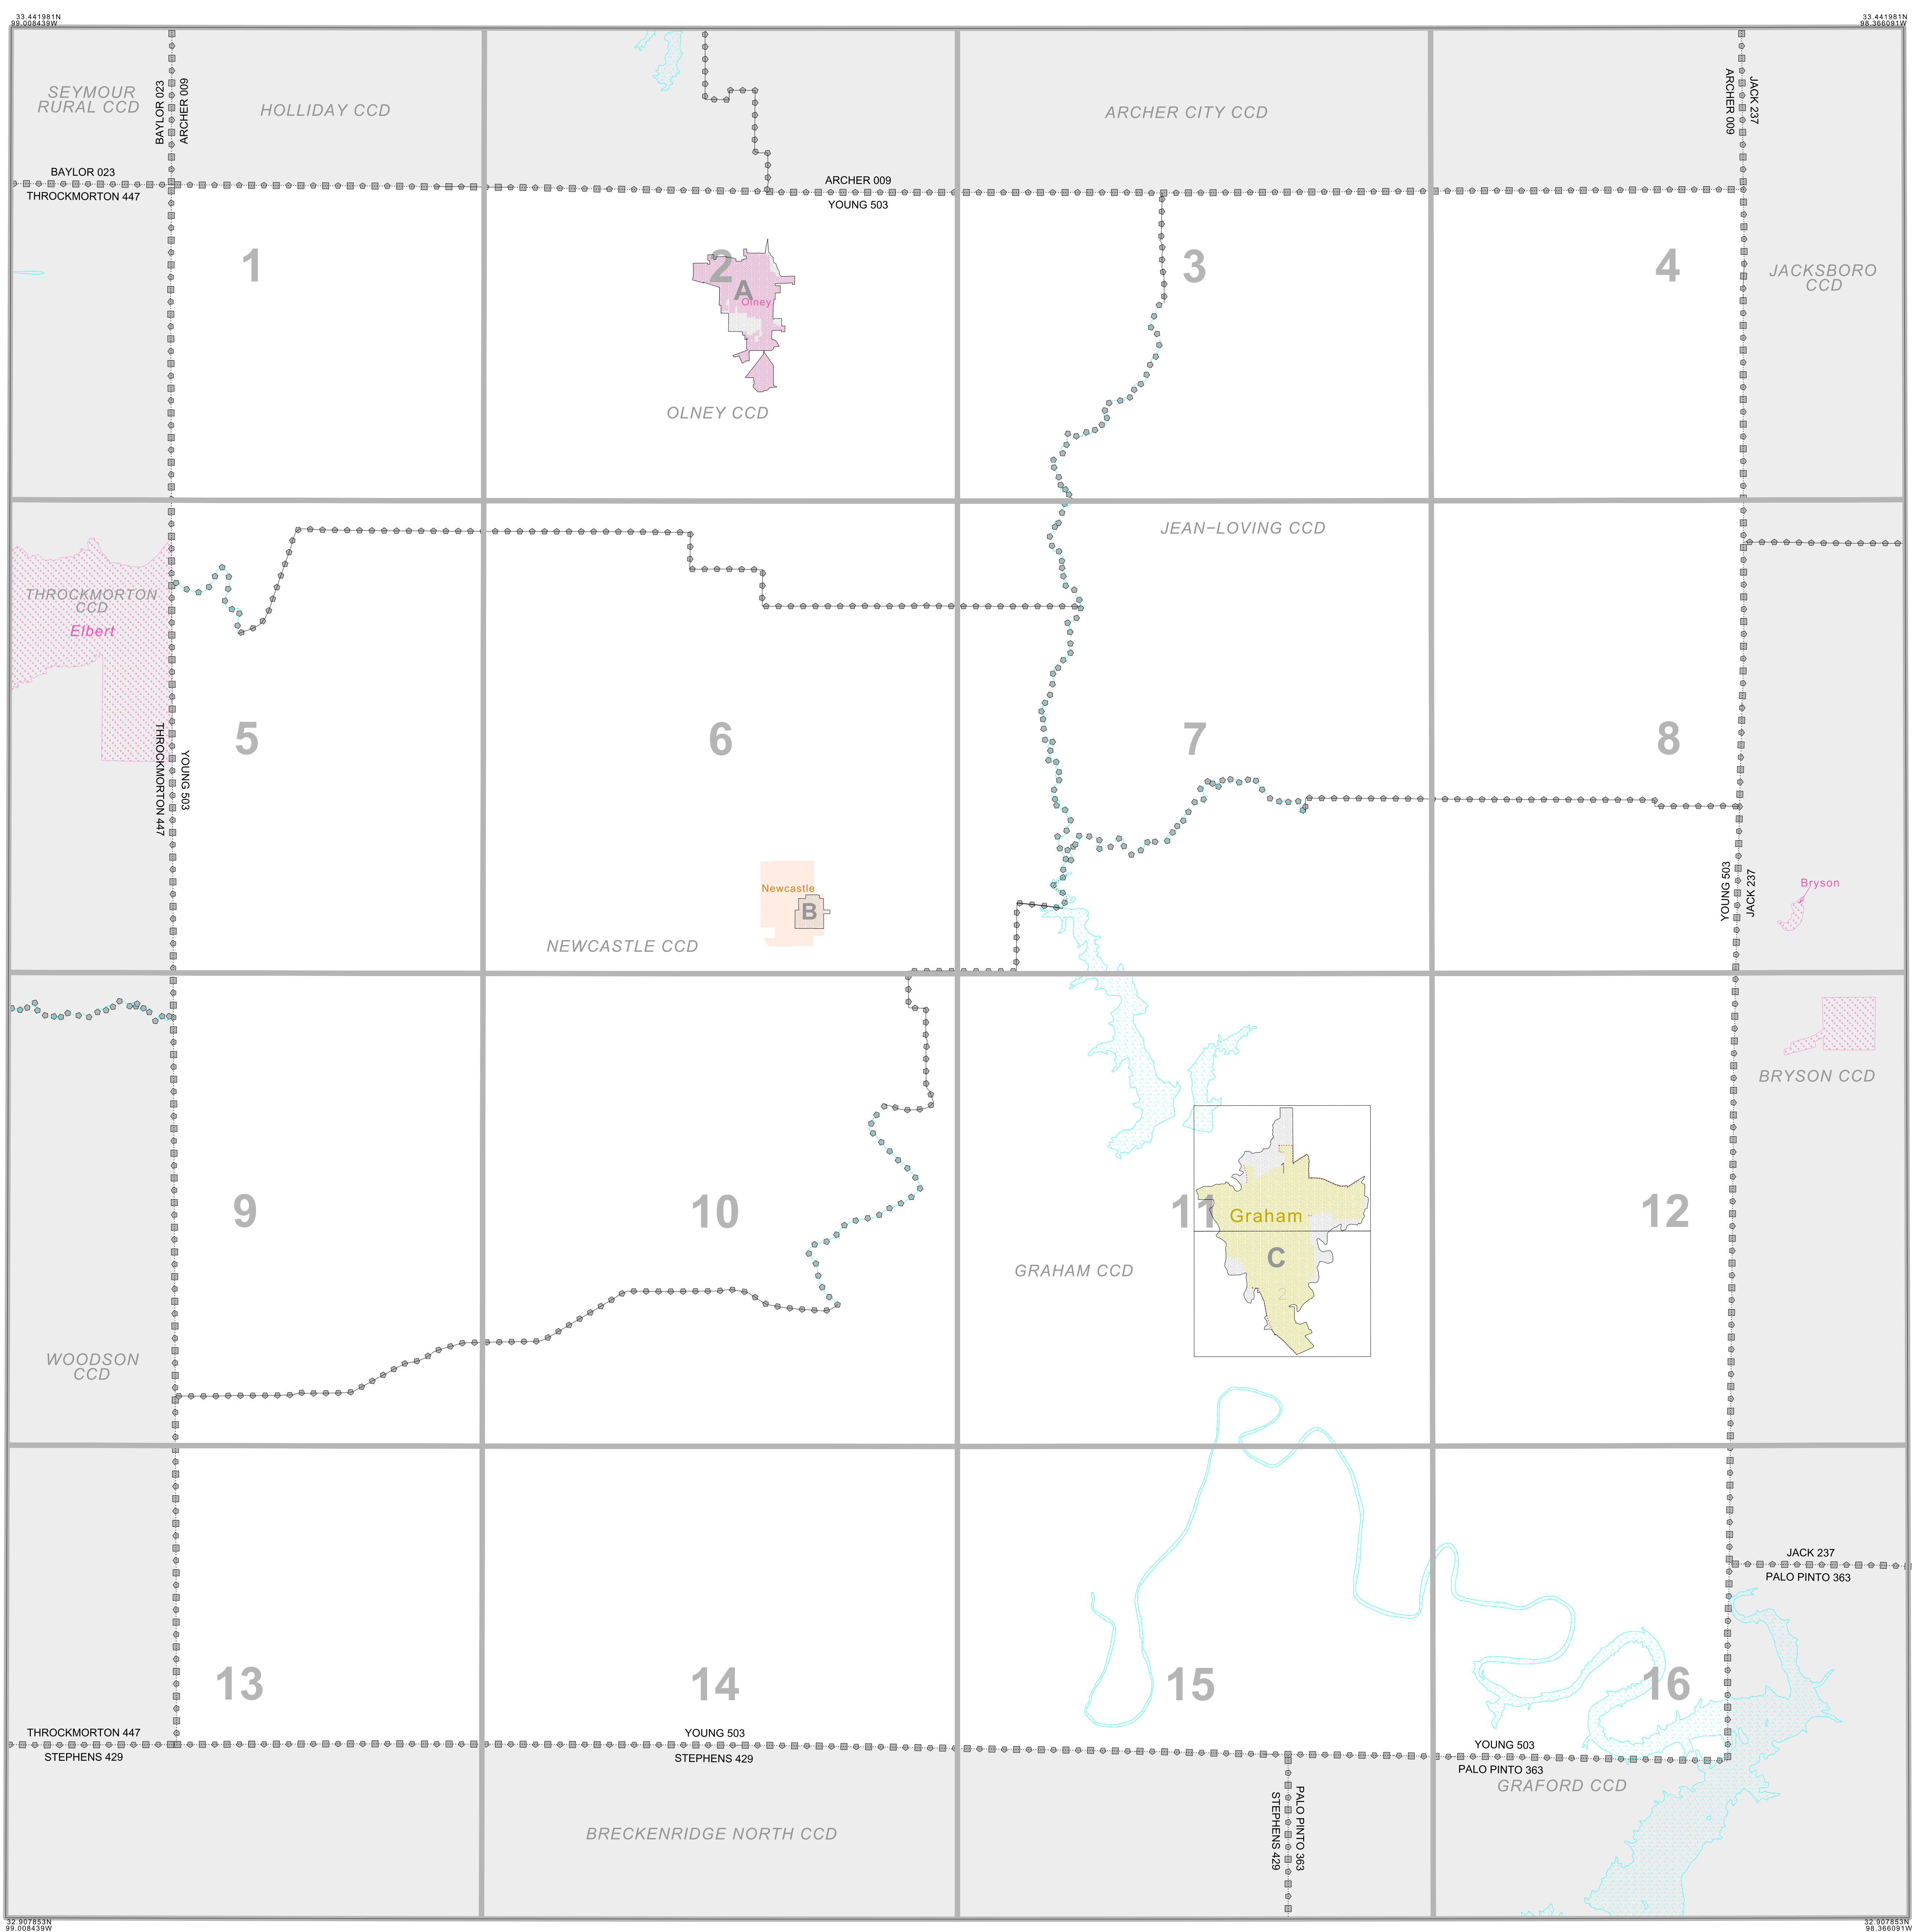 33.441981N
99.008439W
33.441981N
98.366091W
SEYMOUR
RURAL CCD
BAYLOR 023
ARCHER 009
HOLLIDAY CCD
ARCHER CITY CCD
ARCHER 009
JACK 237
BAYLOR 023
THROCKMORTON 447
ARCHER 009
YOUNG 503
1
2
A
Olney
3
4
JACKSBORO
CCD
OLNEY CCD
JEAN-LOVING CCD
THROCKMORTON
CCD
Elbert
5
6
7
8
THROCKMORTON 447
YOUNG 503
Newcastle
B
NEWCASTLE CCD
YOUNG 503
JACK 237
Bryson
BRYSON CCD
9
10
11
12
1
Graham
C
2
GRAHAM CCD
WOODSON
CCD
JACK 237
PALO PINTO 363
13
14
15
16
THROCKMORTON 447
STEPHENS 429
YOUNG 503
STEPHENS 429
YOUNG 503
PALO PINTO 363
GRAFORD CCD
STEPHENS 429
PALO PINTO 363
BRECKENRIDGE NORTH CCD
32.907853N
99.008439W
32.907853N
98.366091W